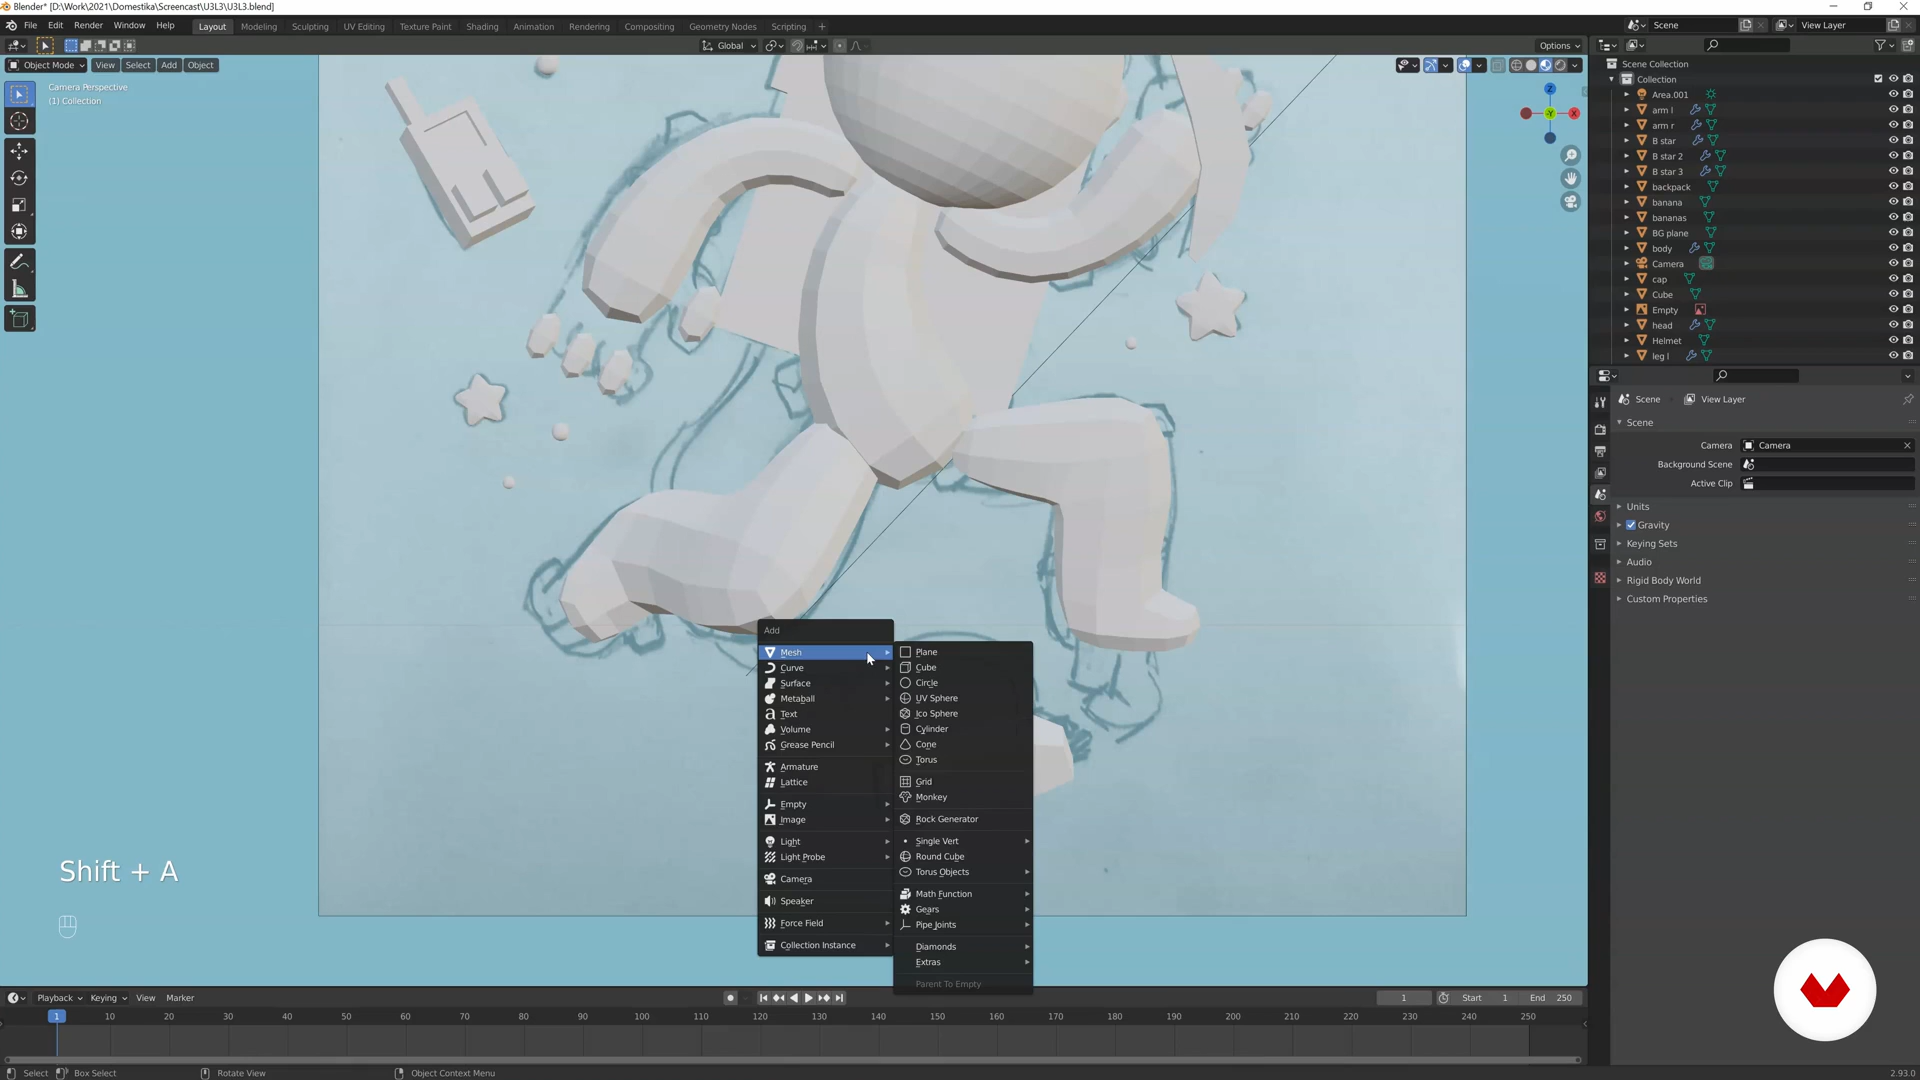 Blender* [D:\Work\2021\Domestika\Screencast\U3L3\U3L3.blend]
File Edit Render Window Help Layout Modeling Sculpting UV Editing Texture Paint Shading Animation Rendering Compositing Geometry Nodes Scripting + Scene View Layer
Global Options
Object Mode View Select Add Object
Camera Perspective
(1) Collection
Z
X
Y
Scene Collection
Collection
Area.001
arm l
arm r
B star
B star 2
B star 3
backpack
banana
bananas
BG plane
body
Camera
cap
Cube
Empty
head
Helmet
leg l
Scene View Layer
Scene
Camera Camera
Background Scene
Active Clip
Units
Gravity
Keying Sets
Audio
Rigid Body World
Custom Properties
Add
Mesh
Curve
Surface
Metaball
Text
Volume
Grease Pencil
Armature
Lattice
Empty
Image
Light
Light Probe
Camera
Speaker
Force Field
Collection Instance
Plane
Cube
Circle
UV Sphere
Ico Sphere
Cylinder
Cone
Torus
Grid
Monkey
Rock Generator
Single Vert
Round Cube
Torus Objects
Math Function
Gears
Pipe Joints
Diamonds
Extras
Parent To Empty
Shift + A
Playback Keying View Marker 1 Start 1 End 250
1 10 20 30 40 50 60 70 80 90 100 110 120 130 140 150 160 170 180 190 200 210 220 230 240 250
Select Box Select Rotate View Object Context Menu 2.93.0